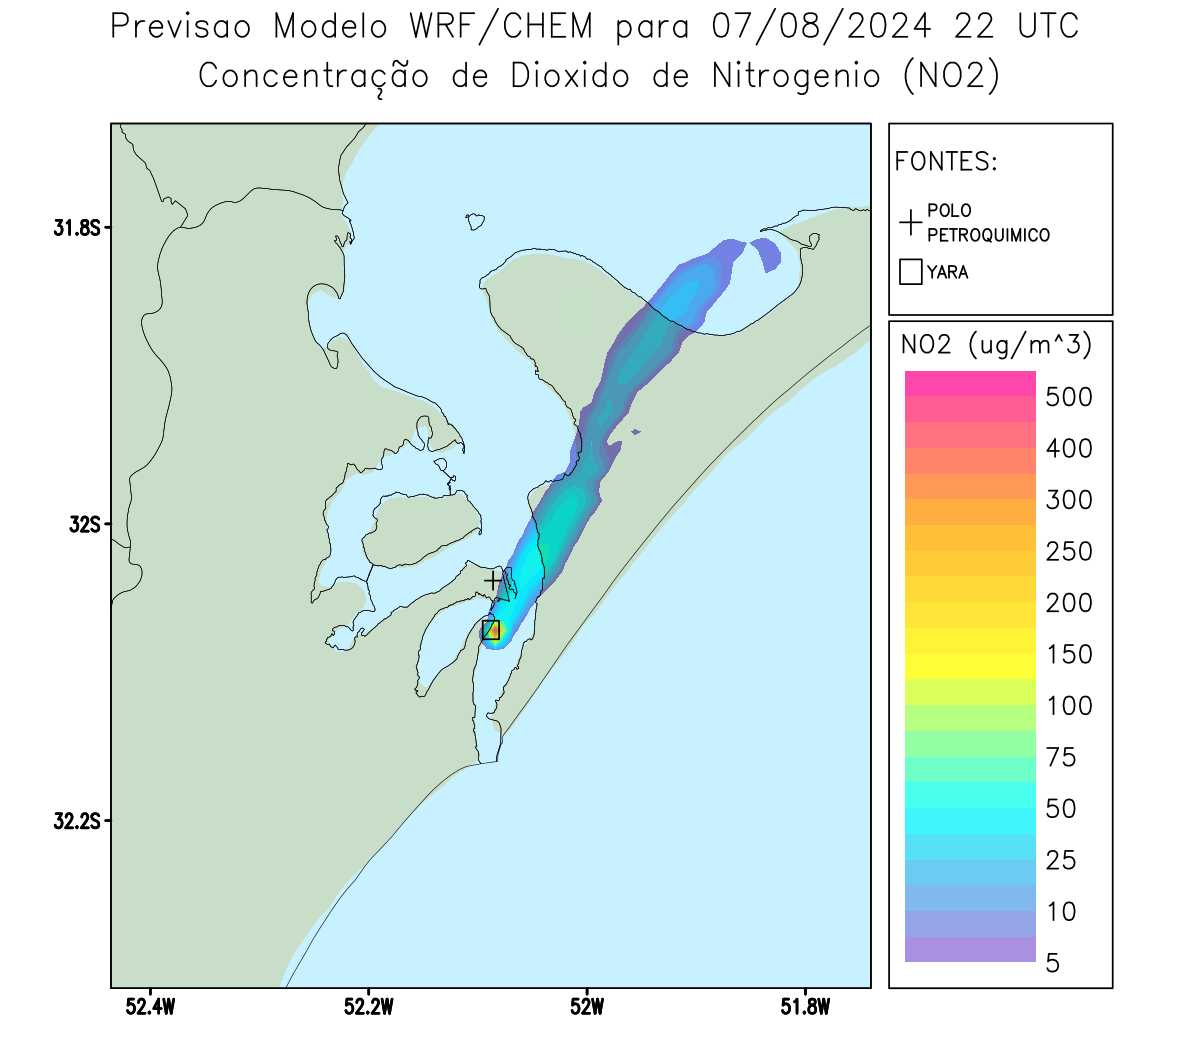 Previsao Modelo WRF/CHEM para 07/08/2024 22 UTC
Concentração de Dioxido de Nitrogenio (NO2)
FONTES:
POLO
PETROQUIMICO
YARA
31.8S
32S
32.2S
52.4W
52.2W
52W
51.8W
NO2 (ug/m^3)
500
400
300
250
200
150
100
75
50
25
10
5